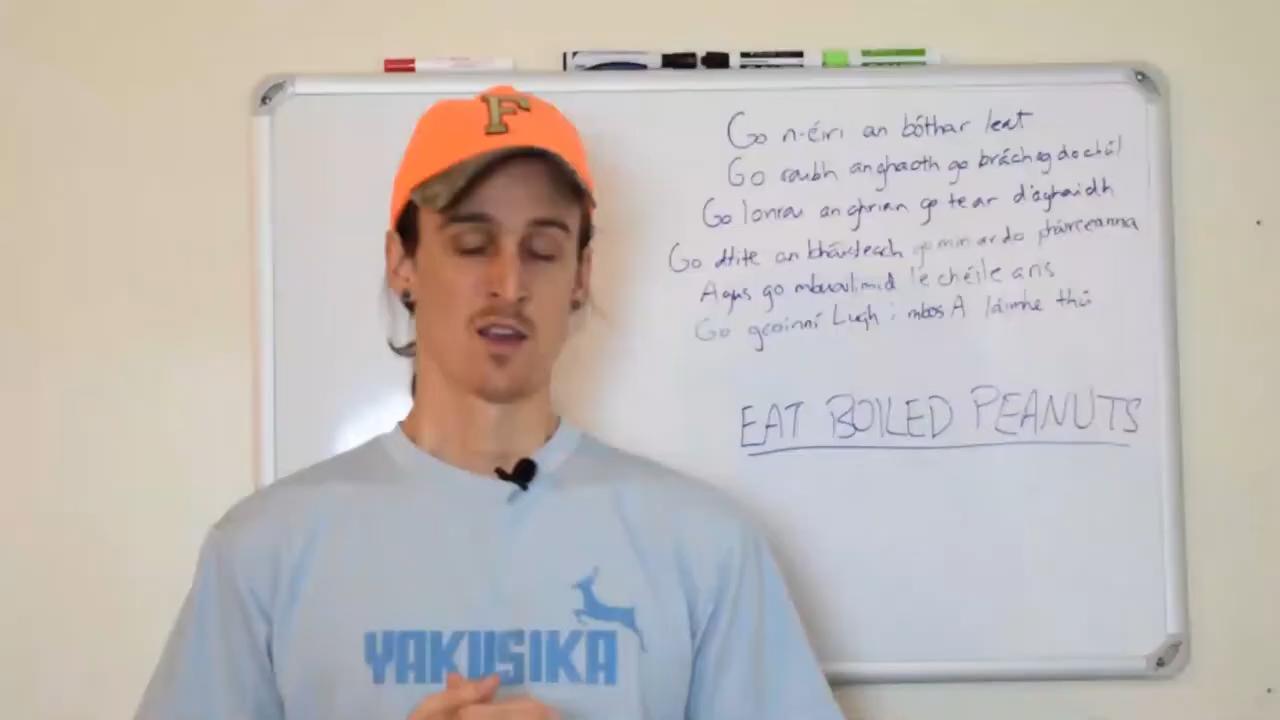 F
Go n-éirí an bóthar leat
Go raibh an ghaoth go brách ag do chúl
Go lonraí an ghrian go te ar d'aghaidh
Go dtite an bháisteach go mín ar do pháirceanna
Agus go mbuailimid le chéile arís
Go gcoinní Lugh i mbos A láimhe thú
EAT BOILED PEANUTS
YAKUSIKA